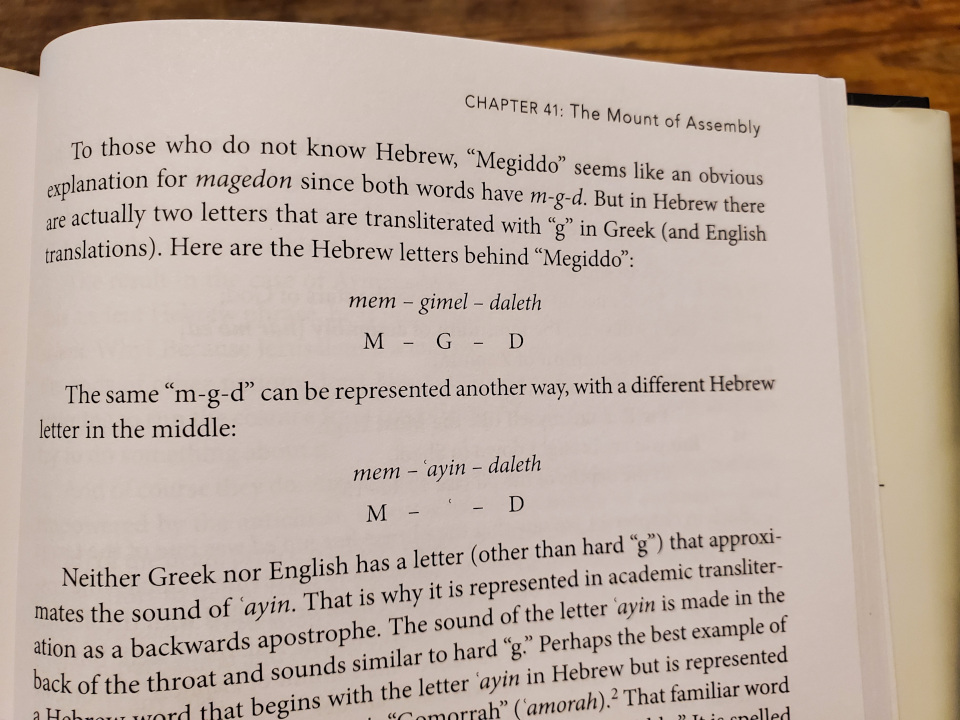 CHAPTER 41: The Mount of Assembly
To those who do not know Hebrew, “Megiddo” seems like an obvious
explanation for magedon since both words have m-g-d. But in Hebrew there
are actually two letters that are transliterated with “g” in Greek (and English
translations). Here are the Hebrew letters behind “Megiddo”:
mem – gimel – daleth
M – G – D
The same “m-g-d” can be represented another way, with a different Hebrew
letter in the middle:
mem – ʿayin – daleth
M – ʿ – D
Neither Greek nor English has a letter (other than hard “g”) that approxi-
mates the sound of ʿayin. That is why it is represented in academic transliter-
ation as a backwards apostrophe. The sound of the letter ʿayin is made in the
back of the throat and sounds similar to hard “g.” Perhaps the best example of
a Hebrew word that begins with the letter ʿayin in Hebrew but is represented
“Gomorrah” (ʿamorah).² That familiar word
It is spelled